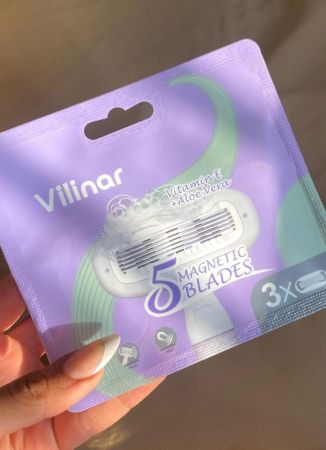 Vilinar
Vitamin E
+Aloe Vera
5 MAGNETIC
BLADES
3X